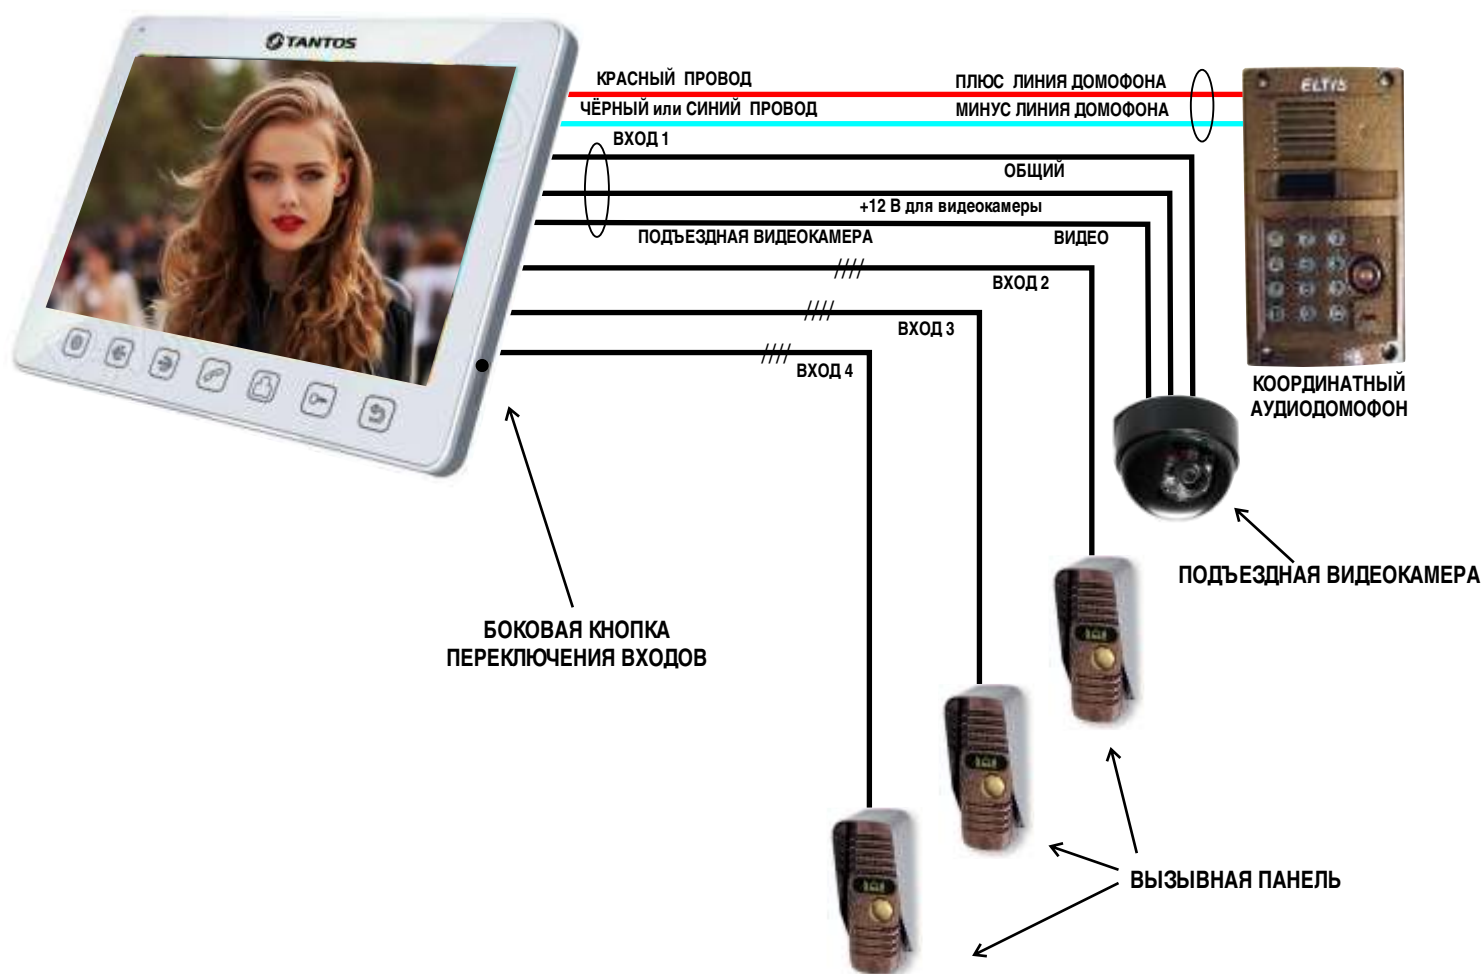 TANTOS
КРАСНЫЙ ПРОВОД
ПЛЮС ЛИНИЯ ДОМОФОНА
ЧЁРНЫЙ или СИНИЙ ПРОВОД
МИНУС ЛИНИЯ ДОМОФОНА
ELTIS
ВХОД 1
ОБЩИЙ
+12 В для видеокамеры
ПОДЪЕЗДНАЯ ВИДЕОКАМЕРА
ВИДЕО
ВХОД 2
ВХОД 3
ВХОД 4
КООРДИНАТНЫЙ
АУДИОДОМОФОН
ПОДЪЕЗДНАЯ ВИДЕОКАМЕРА
БОКОВАЯ КНОПКА
ПЕРЕКЛЮЧЕНИЯ ВХОДОВ
ВЫЗЫВНАЯ ПАНЕЛЬ